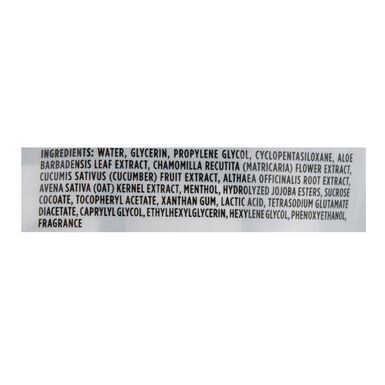 INGREDIENTS: WATER, GLYCERIN, PROPYLENE GLYCOL, CYCLOPENTASILOXANE, ALOE
BARBADENSIS LEAF EXTRACT, CHAMOMILLA RECUTITA (MATRICARIA) FLOWER EXTRACT,
CUCUMIS SATIVUS (CUCUMBER) FRUIT EXTRACT, ALTHAEA OFFICINALIS ROOT EXTRACT,
AVENA SATIVA (OAT) KERNEL EXTRACT, MENTHOL, HYDROLYZED JOJOBA ESTERS, SUCROSE
COCOATE, TOCOPHERYL ACETATE, XANTHAN GUM, LACTIC ACID, TETRASODIUM GLUTAMATE
DIACETATE, CAPRYLYL GLYCOL, ETHYLHEXYLGLYCERIN, HEXYLENE GLYCOL, PHENOXYETHANOL,
FRAGRANCE